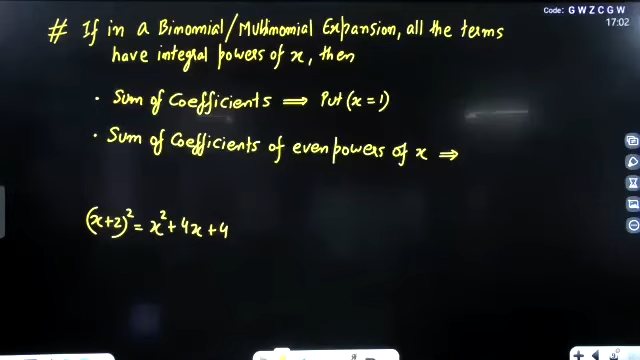 Code: G W Z C G W
17:02
# If in a Binomial/Multinomial Expansion, all the terms
have integral powers of x, then
· Sum of Coefficients ⟹ Put (x = 1)
· Sum of Coefficients of even powers of x ⟹
(x+2)² = x² + 4x + 4